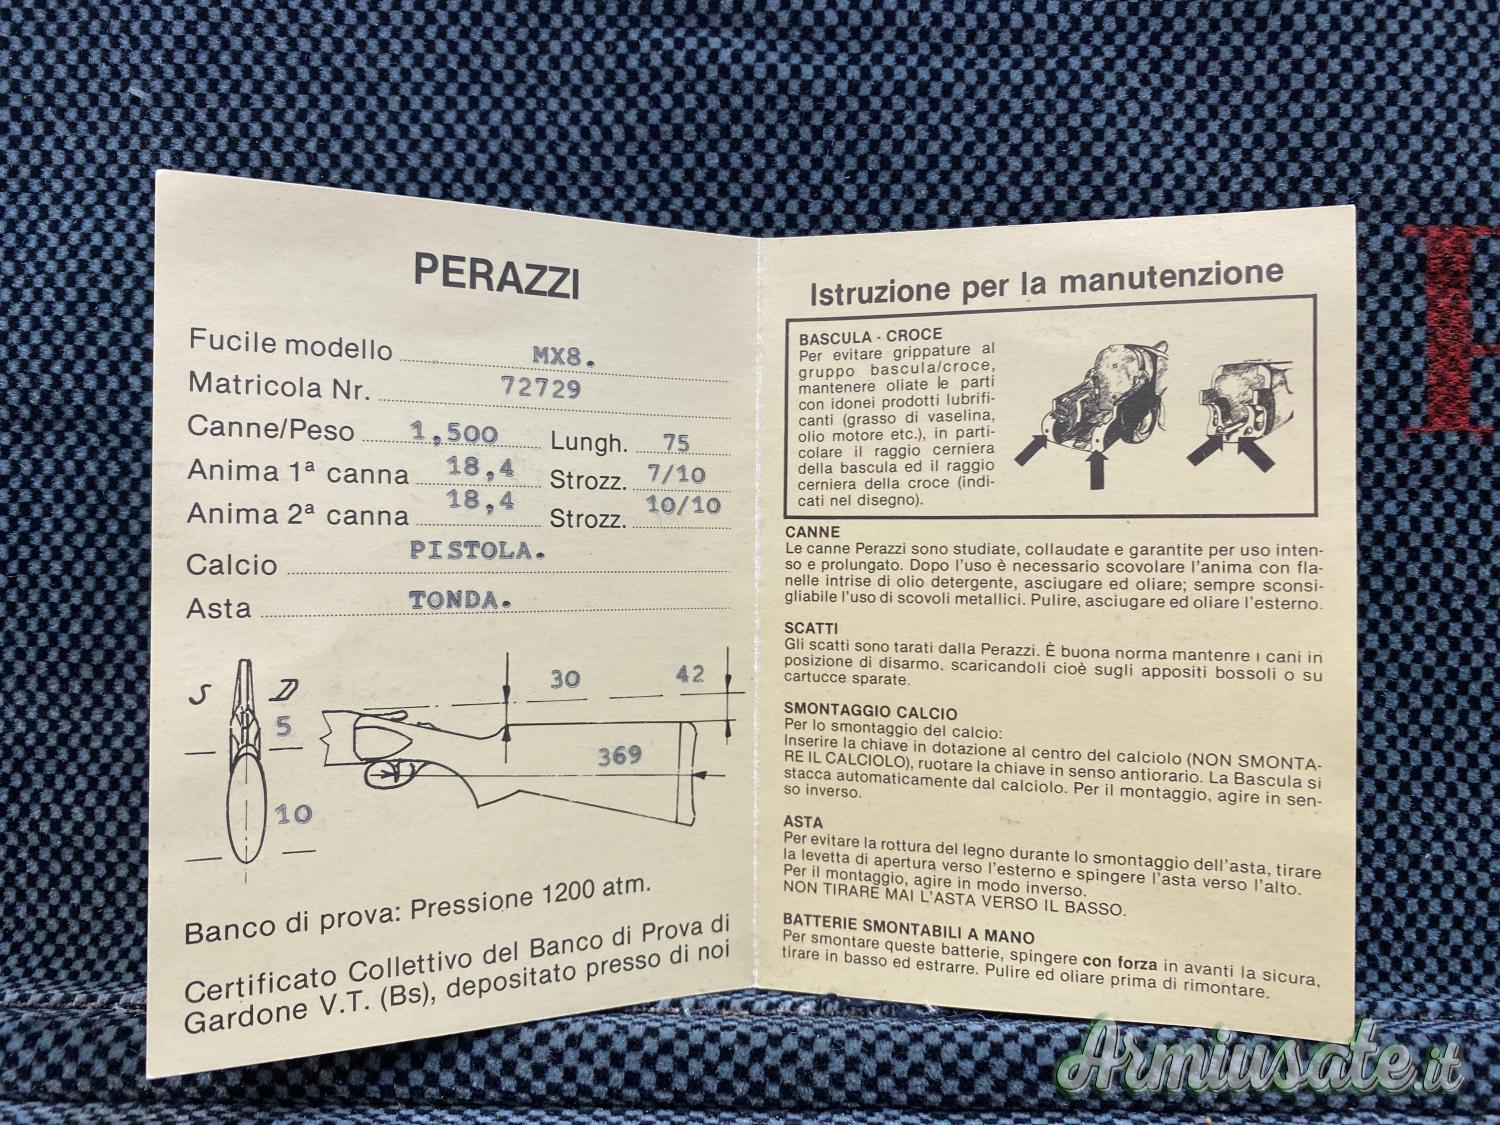 PERAZZI
Fucile modello MX8.
Matricola Nr. 72729
Canne/Peso 1,500 Lungh. 75
Anima 1ª canna 18,4 Strozz. 7/10
Anima 2ª canna 18,4 Strozz. 10/10
Calcio PISTOLA.
Asta TONDA.
S D
5
10
30
42
369
Banco di prova: Pressione 1200 atm.
Certificato Collettivo del Banco di Prova di
Gardone V.T. (Bs), depositato presso di noi
Istruzione per la manutenzione
BASCULA - CROCE
Per evitare grippature al
gruppo bascula/croce,
mantenere oliate le parti
con idonei prodotti lubrifi-
canti (grasso di vaselina,
olio motore etc.), in parti-
colare il raggio cerniera
della bascula ed il raggio
cerniera della croce (indi-
cati nel disegno).
CANNE
Le canne Perazzi sono studiate, collaudate e garantite per uso inten-
so e prolungato. Dopo l'uso è necessario scovolare l'anima con fla-
nelle intrise di olio detergente, asciugare ed oliare; sempre sconsi-
gliabile l'uso di scovoli metallici. Pulire, asciugare ed oliare l'esterno.
SCATTI
Gli scatti sono tarati dalla Perazzi. È buona norma mantenre i cani in
posizione di disarmo. scaricandoli cioè sugli appositi bossoli o su
cartucce sparate.
SMONTAGGIO CALCIO
Per lo smontaggio del calcio:
Inserire la chiave in dotazione al centro del calciolo (NON SMONTA-
RE IL CALCIOLO), ruotare la chiave in senso antiorario. La Bascula si
stacca automaticamente dal calciolo. Per il montaggio, agire in sen-
so inverso.
ASTA
Per evitare la rottura del legno durante lo smontaggio dell'asta, tirare
la levetta di apertura verso l'esterno e spingere l'asta verso l'alto.
Per il montaggio, agire in modo inverso.
NON TIRARE MAI L'ASTA VERSO IL BASSO.
BATTERIE SMONTABILI A MANO
Per smontare queste batterie, spingere con forza in avanti la sicura,
tirare in basso ed estrarre. Pulire ed oliare prima di rimontare.
Armiusate.it